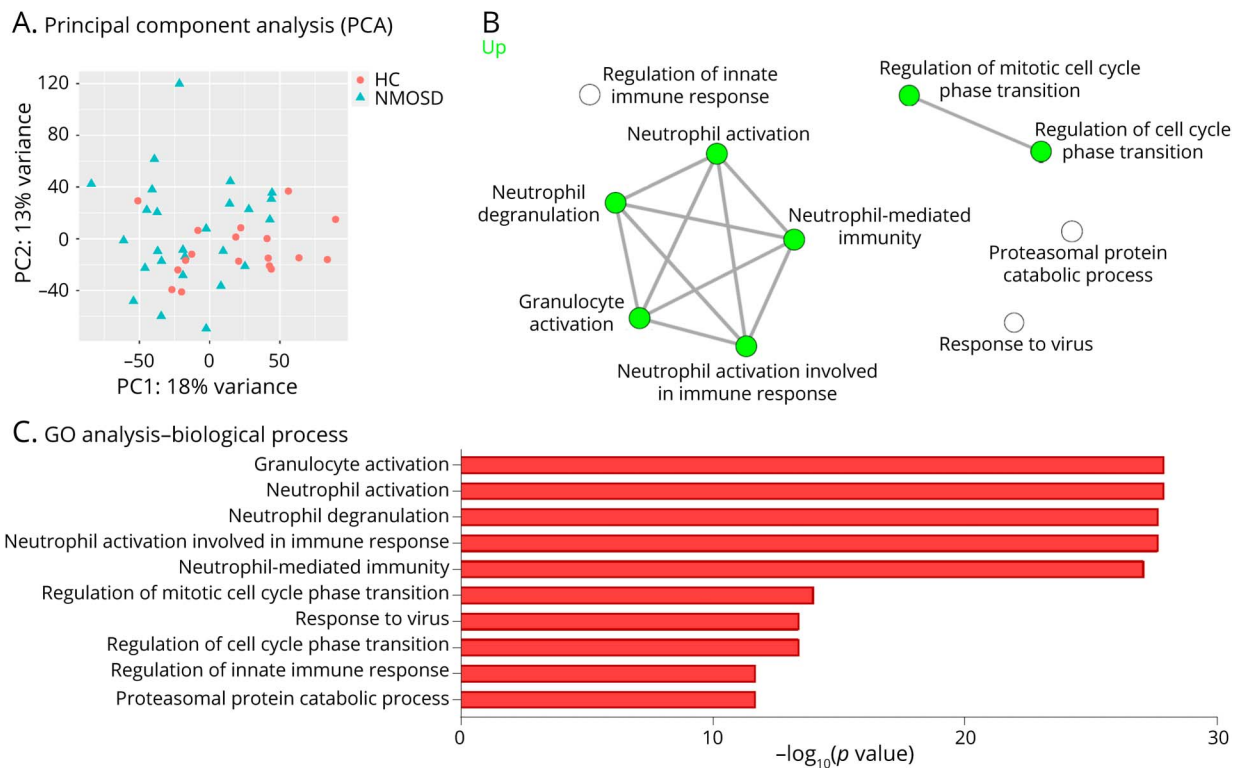 A. Principal component analysis (PCA)
HC
NMOSD
120
80
40
0
–40
–50
0
50
PC2: 13% variance
PC1: 18% variance
B
Up
Regulation of innate
immune response
Neutrophil activation
Neutrophil
degranulation
Neutrophil-mediated
immunity
Granulocyte
activation
Neutrophil activation involved
in immune response
Regulation of mitotic cell cycle
phase transition
Regulation of cell cycle
phase transition
Proteasomal protein
catabolic process
Response to virus
C. GO analysis–biological process
Granulocyte activation
Neutrophil activation
Neutrophil degranulation
Neutrophil activation involved in immune response
Neutrophil-mediated immunity
Regulation of mitotic cell cycle phase transition
Response to virus
Regulation of cell cycle phase transition
Regulation of innate immune response
Proteasomal protein catabolic process
0
10
20
30
–log₁₀(p value)